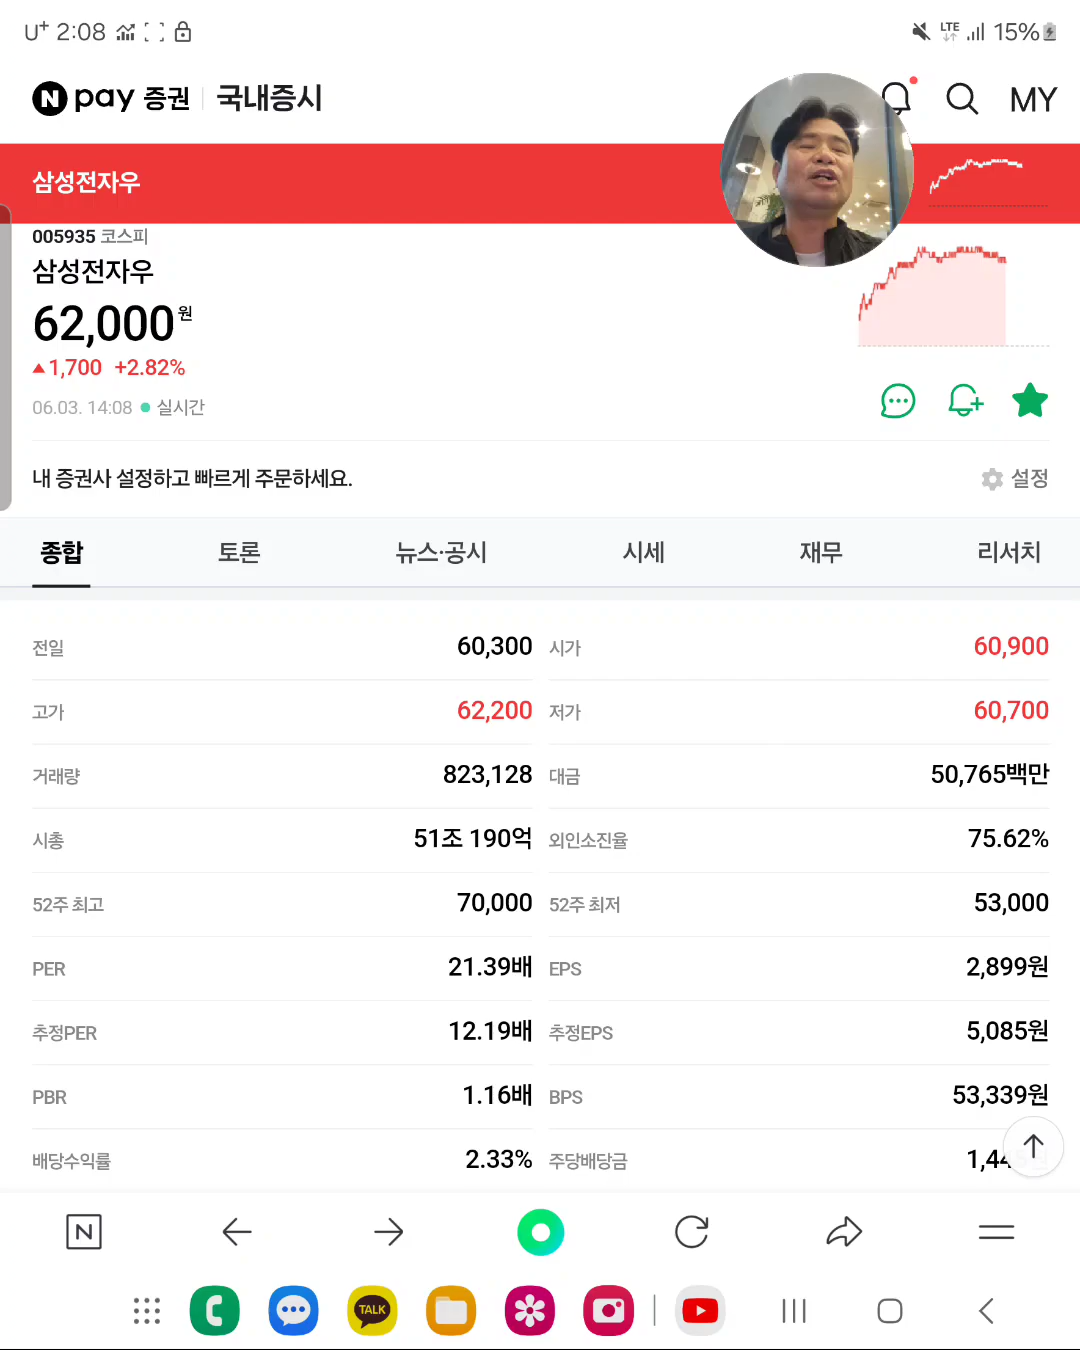 U+ 2:08 LTE 15%
N pay 증권 국내증시 MY
삼성전자우
005935 코스피
삼성전자우
62,000원
▲1,700 +2.82%
06.03. 14:08 실시간
내 증권사 설정하고 빠르게 주문하세요. 설정
종합 토론 뉴스·공시 시세 재무 리서치
전일 60,300 시가 60,900
고가 62,200 저가 60,700
거래량 823,128 대금 50,765백만
시총 51조 190억 외인소진율 75.62%
52주 최고 70,000 52주 최저 53,000
PER 21.39배 EPS 2,899원
추정PER 12.19배 추정EPS 5,085원
PBR 1.16배 BPS 53,339원
배당수익률 2.33% 주당배당금
N
TALK